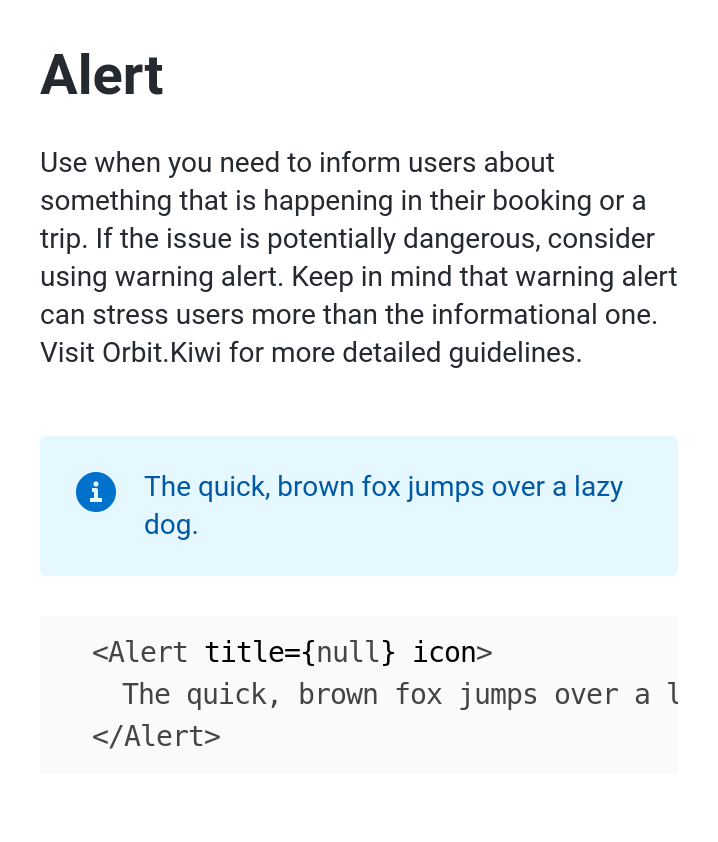 Alert
Use when you need to inform users about
something that is happening in their booking or a
trip. If the issue is potentially dangerous, consider
using warning alert. Keep in mind that warning alert
can stress users more than the informational one.
Visit Orbit.Kiwi for more detailed guidelines.
The quick, brown fox jumps over a lazy
dog.
<Alert title={null} icon>
The quick, brown fox jumps over a l
</Alert>